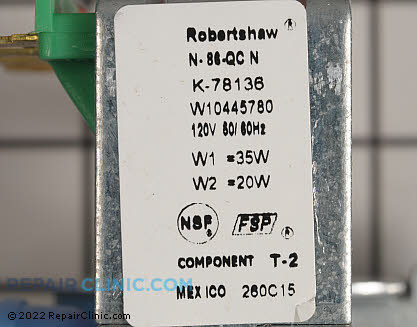 Robertshaw
N-86-QC N
K-78136
W10445780
120V 50/60Hz
W1 =35W
W2 =20W
NSF
FSP
COMPONENT T-2
MEXICO 260C15
REPAIRCLINIC.COM
©2022 RepairClinic.com